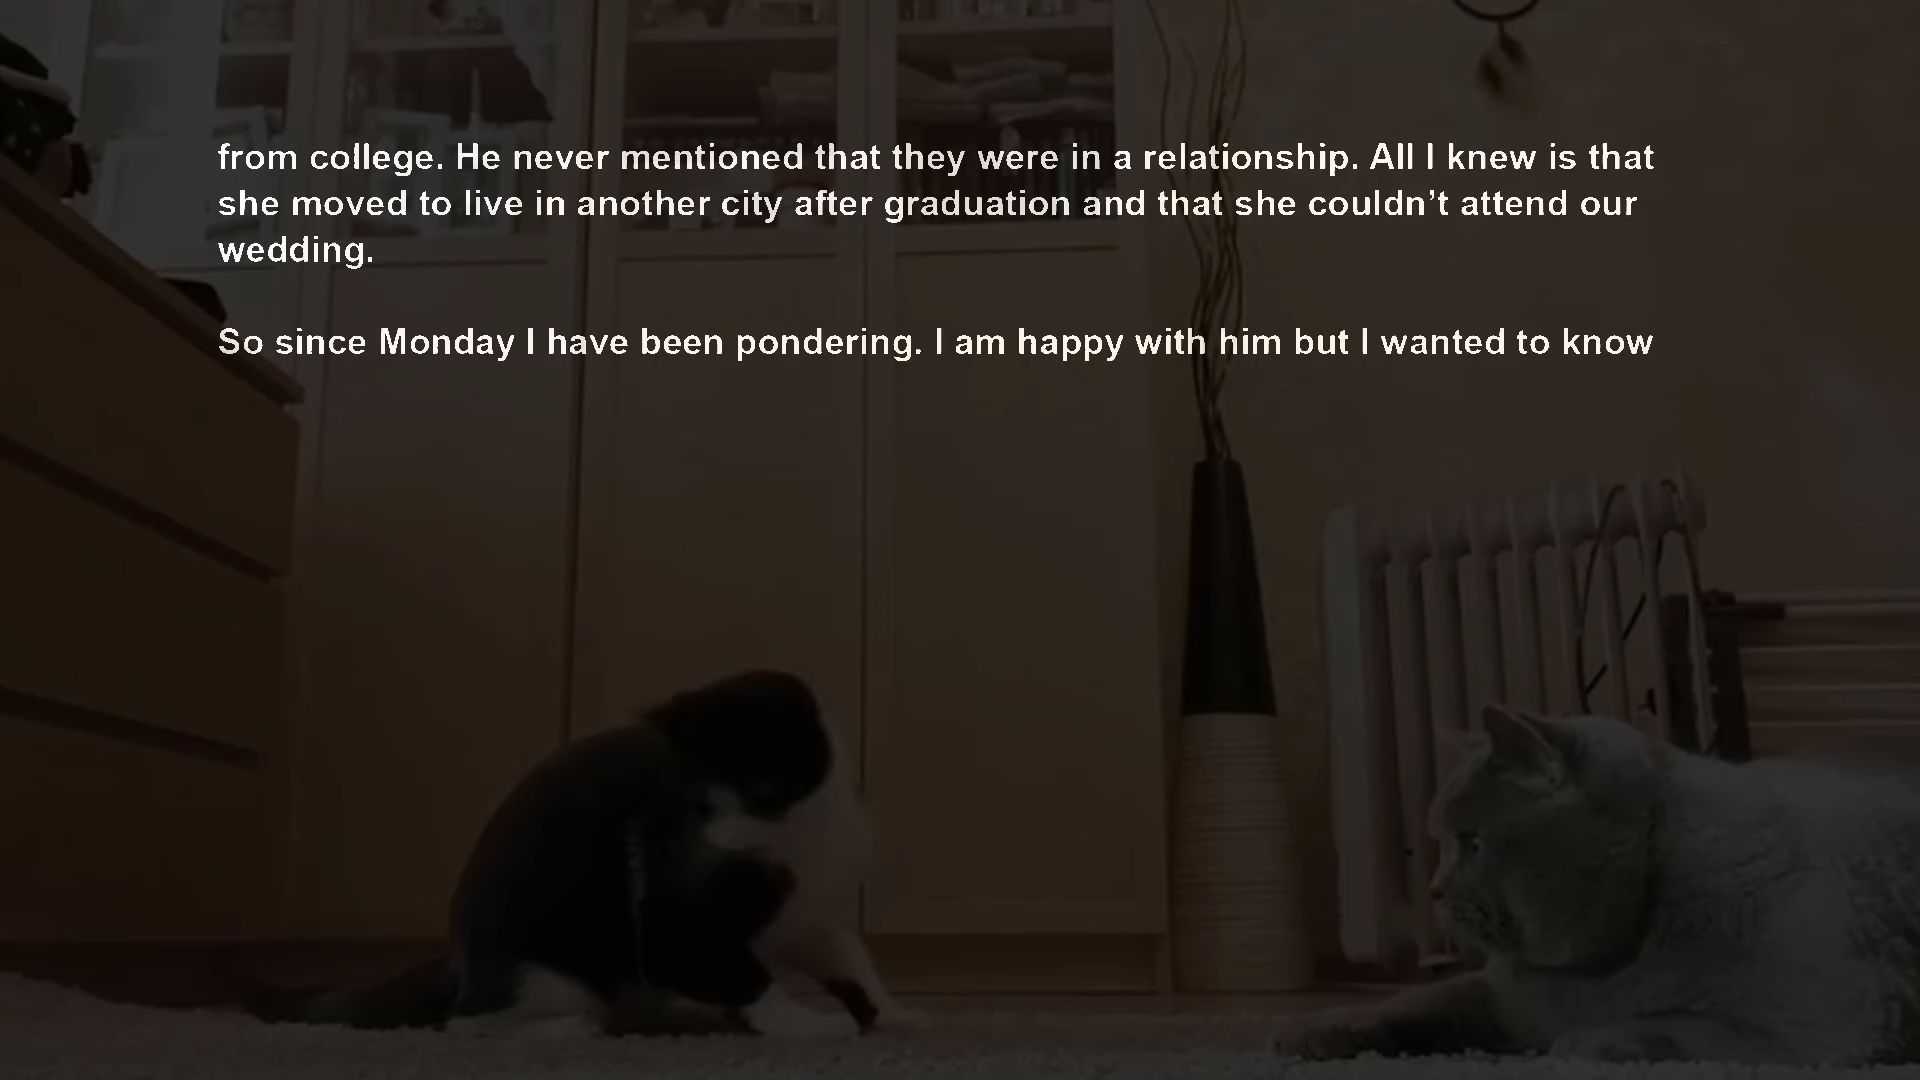 from college. He never mentioned that they were in a relationship. All I knew is that
she moved to live in another city after graduation and that she couldn’t attend our
wedding.
So since Monday I have been pondering. I am happy with him but I wanted to know